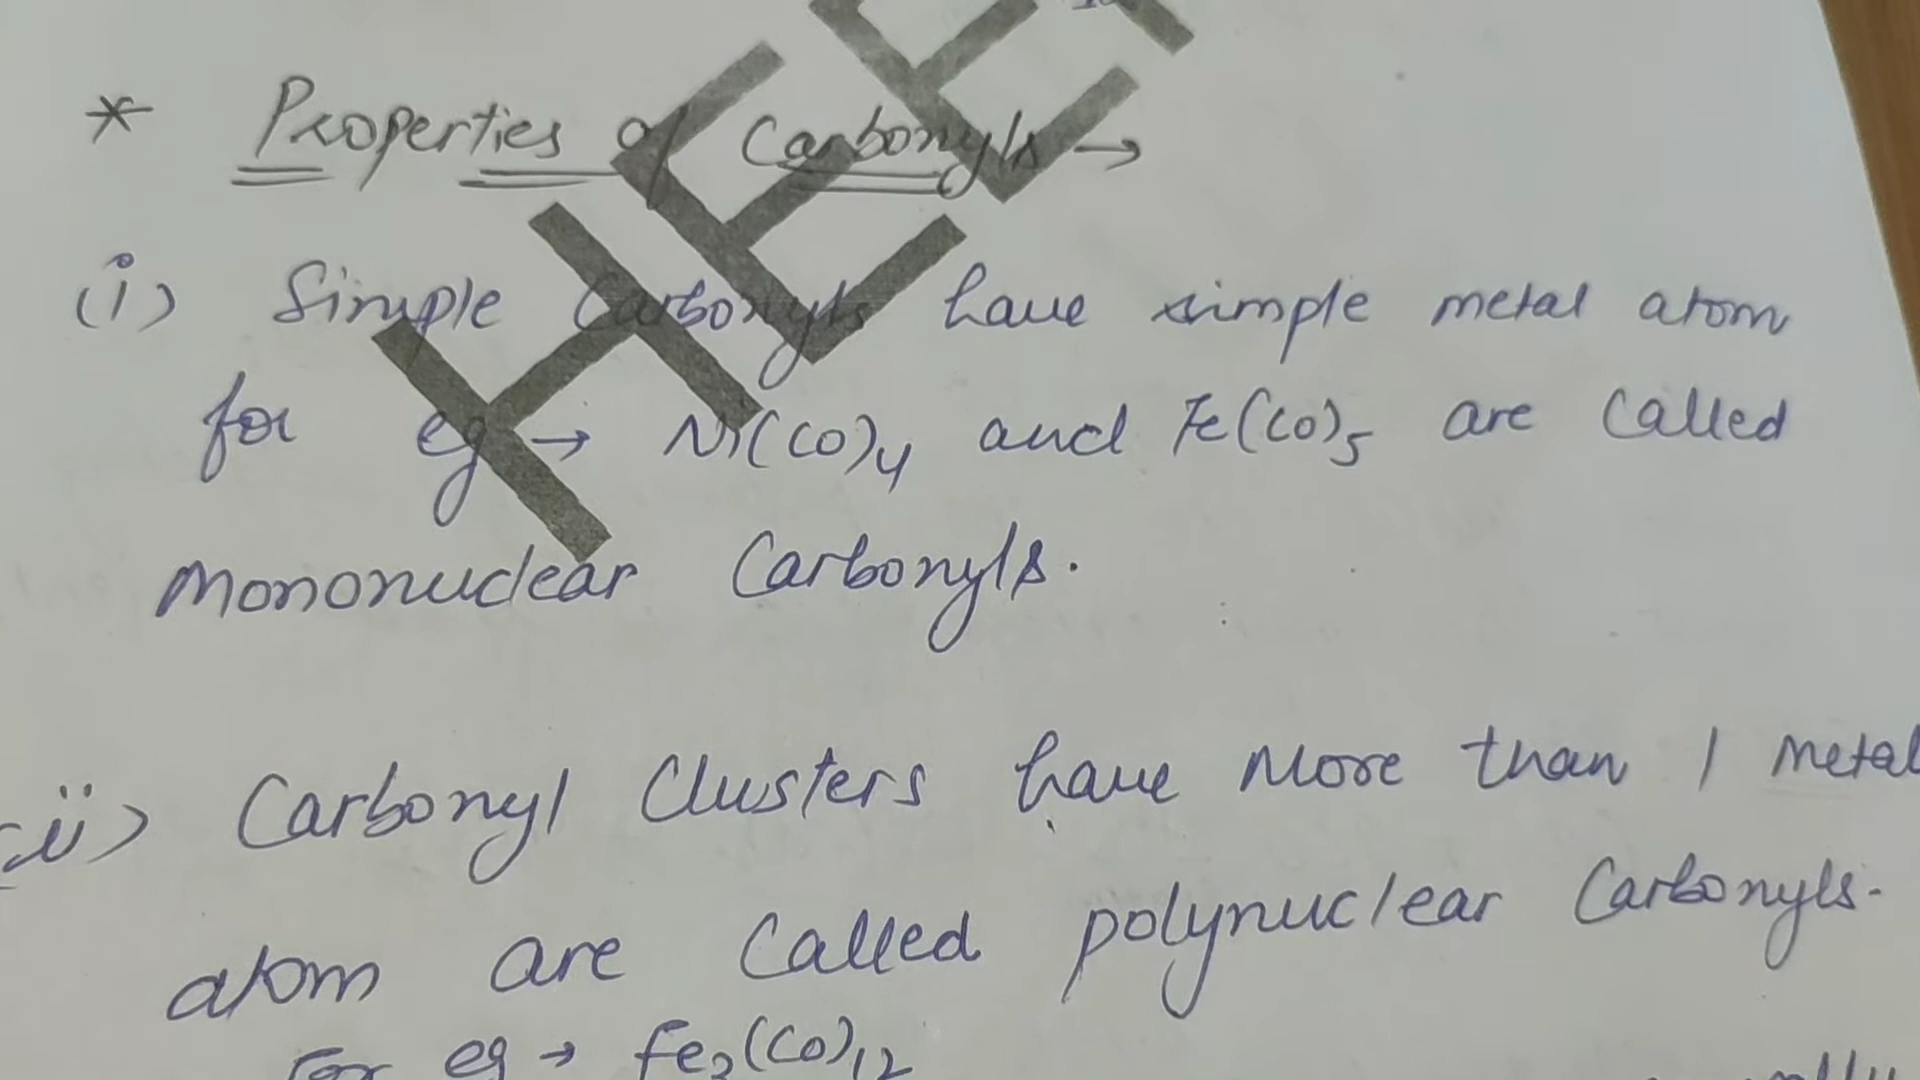 * Properties of Carbonyls →
(i) Simple Carbonyls have simple metal atom
for eg → Ni(CO)4 and Fe(CO)5 are called
Mononuclear Carbonyls.
(ii) Carbonyl Clusters have More than 1 Metal
atom are called polynuclear Carbonyls.
For eg → Fe3(CO)12